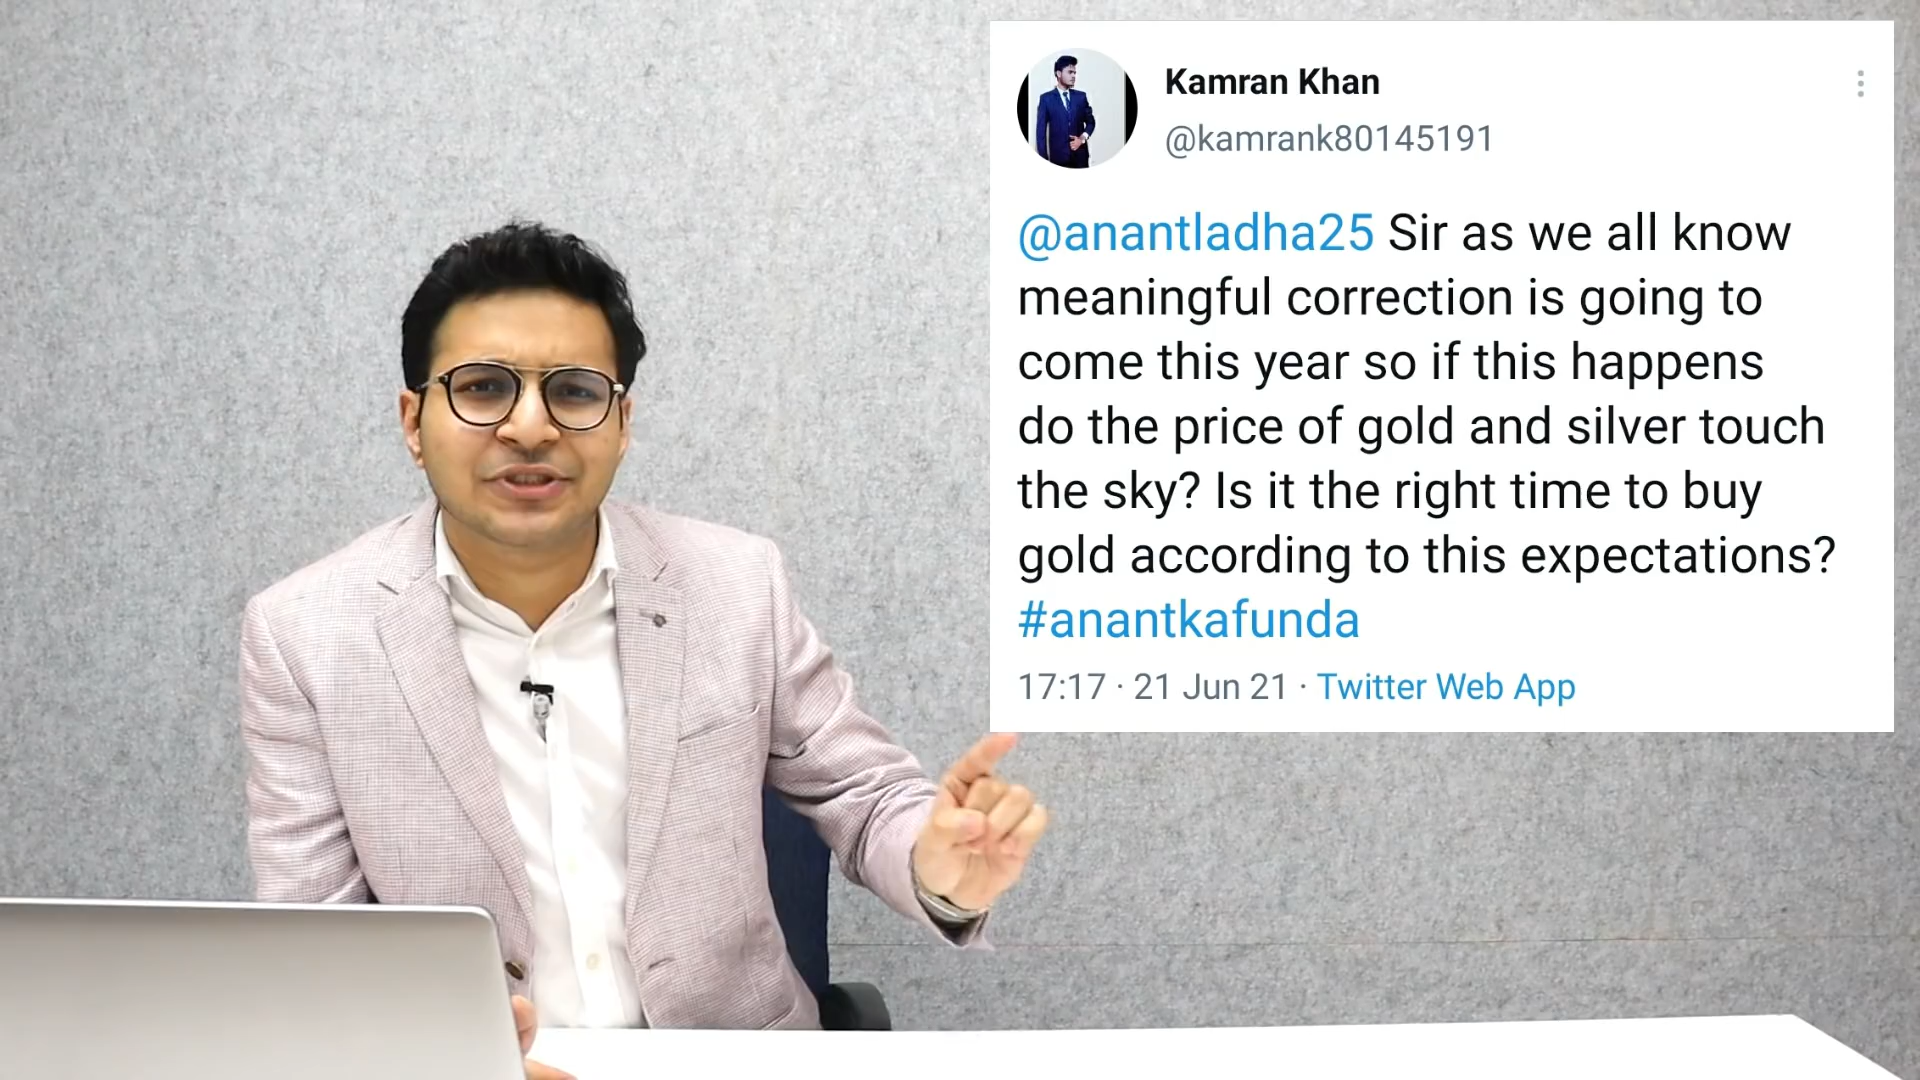 Kamran Khan
@kamrank80145191
@anantladha25 Sir as we all know
meaningful correction is going to
come this year so if this happens
do the price of gold and silver touch
the sky? Is it the right time to buy
gold according to this expectations?
#anantkafunda
17:17 · 21 Jun 21 · Twitter Web App